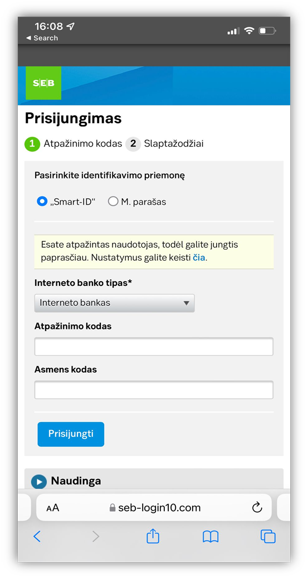 16:08
Search
SEB
Prisijungimas
1 Atpažinimo kodas 2 Slaptažodžiai
Pasirinkite identifikavimo priemonę
„Smart-ID“ M. parašas
Esate atpažintas naudotojas, todėl galite jungtis
paprasčiau. Nustatymus galite keisti čia.
Interneto banko tipas*
Interneto bankas
Atpažinimo kodas
Asmens kodas
Prisijungti
Naudinga
AA seb-login10.com